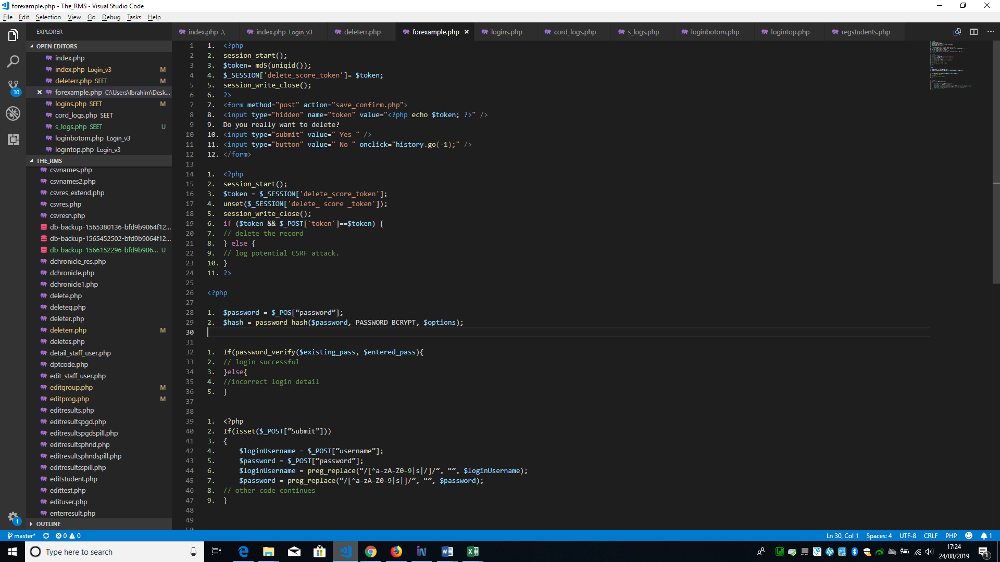 forexample.php - The_RMS - Visual Studio Code
File Edit Selection View Go Debug Tasks Help
EXPLORER
OPEN EDITORS
index.php
index.php Login_v3 M
deleterr.php SEET M
forexample.php C:\Users\Ibrahim\Desk...
logins.php SEET M
cord_logs.php SEET
s_logs.php SEET U
loginbotom.php Login_v3
logintop.php Login_v3
THE_RMS
csvnames.php
csvnames2.php
csvres_extend.php
csvres.php
csvresn.php
db-backup-1565380136-bfd9b9064f12...
db-backup-1565452502-bfd9b9064f12...
db-backup-1566152296-bfd9b906... U
dchronicle_res.php
dchronicle.php
dchronicle1.php
delete.php
deleteq.php
deleter.php
deleterr.php M
deletes.php
detail_staff_user.php
dptcode.php
edit_staff_user.php
editgroup.php M
editprog.php M
editresults.php
editresultspgd.php
editresultspgdspill.php
editresultsphnd.php
editresultsphndspill.php
editresultsspill.php
editstudent.php
edittest.php
edituser.php
enterresult.php
OUTLINE
10
1
index.php .\ index.php Login_v3 deleterr.php forexample.php logins.php cord_logs.php s_logs.php loginbotom.php logintop.php regstudents.php
1 1. <?php
2 2. session_start();
3 3. $token= md5(uniqid());
4 4. $_SESSION['delete_score_token']= $token;
5 5. session_write_close();
6 6. ?>
7 7. <form method="post" action="save_confirm.php">
8 8. <input type="hidden" name="token" value="<?php echo $token; ?>" />
9 9. Do you really want to delete?
10 10. <input type="submit" value=" Yes " />
11 11. <input type="button" value=" No " onclick="history.go(-1);" />
12 12. </form>
13
14 1. <?php
15 2. session_start();
16 3. $token = $_SESSION['delete_score_token'];
17 4. unset($_SESSION['delete_ score _token']);
18 5. session_write_close();
19 6. if ($token && $_POST['token']==$token) {
20 7. // delete the record
21 8. } else {
22 9. // log potential CSRF attack.
23 10. }
24 11. ?>
25
26 <?php
27
28 1. $password = $_POS[“password”];
29 2. $hash = password_hash($password, PASSWORD_BCRYPT, $options);
30
31
32 1. If(password_verify($existing_pass, $entered_pass){
33 2. // login successful
34 3. }else{
35 4. //incorrect login detail
36 5. }
37
38
39 1. <?php
40 2. If(isset($_POST[“Submit”]))
41 3. {
42 4. $loginUsername = $_POST[“username”];
43 5. $password = $_POST[“password”];
44 6. $loginUsername = preg_replace(“/[^a-zA-Z0-9|s|/]/”, “”, $loginUsername);
45 7. $password = preg_replace(“/[^a-zA-Z0-9|s|]/”, “”, $password);
46 8. // other code continues
47 9. }
48
49
master* 0 0
Ln 30, Col 1 Spaces: 4 UTF-8 CRLF PHP 1
Type here to search
17:24
24/08/2019
1